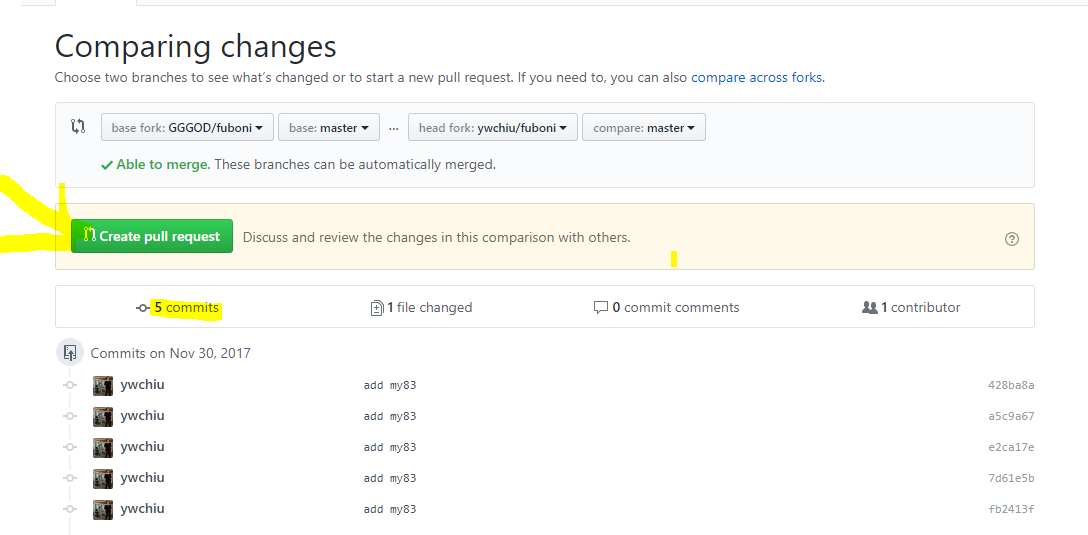 Comparing changes
Choose two branches to see what's changed or to start a new pull request. If you need to, you can also compare across forks.
base fork: GGGOD/fuboni base: master ... head fork: ywchiu/fuboni compare: master
Able to merge. These branches can be automatically merged.
Create pull request Discuss and review the changes in this comparison with others.
5 commits 1 file changed 0 commit comments 1 contributor
Commits on Nov 30, 2017
ywchiu add my83 428ba8a
ywchiu add my83 a5c9a67
ywchiu add my83 e2ca17e
ywchiu add my83 7d61e5b
ywchiu add my83 fb2413f